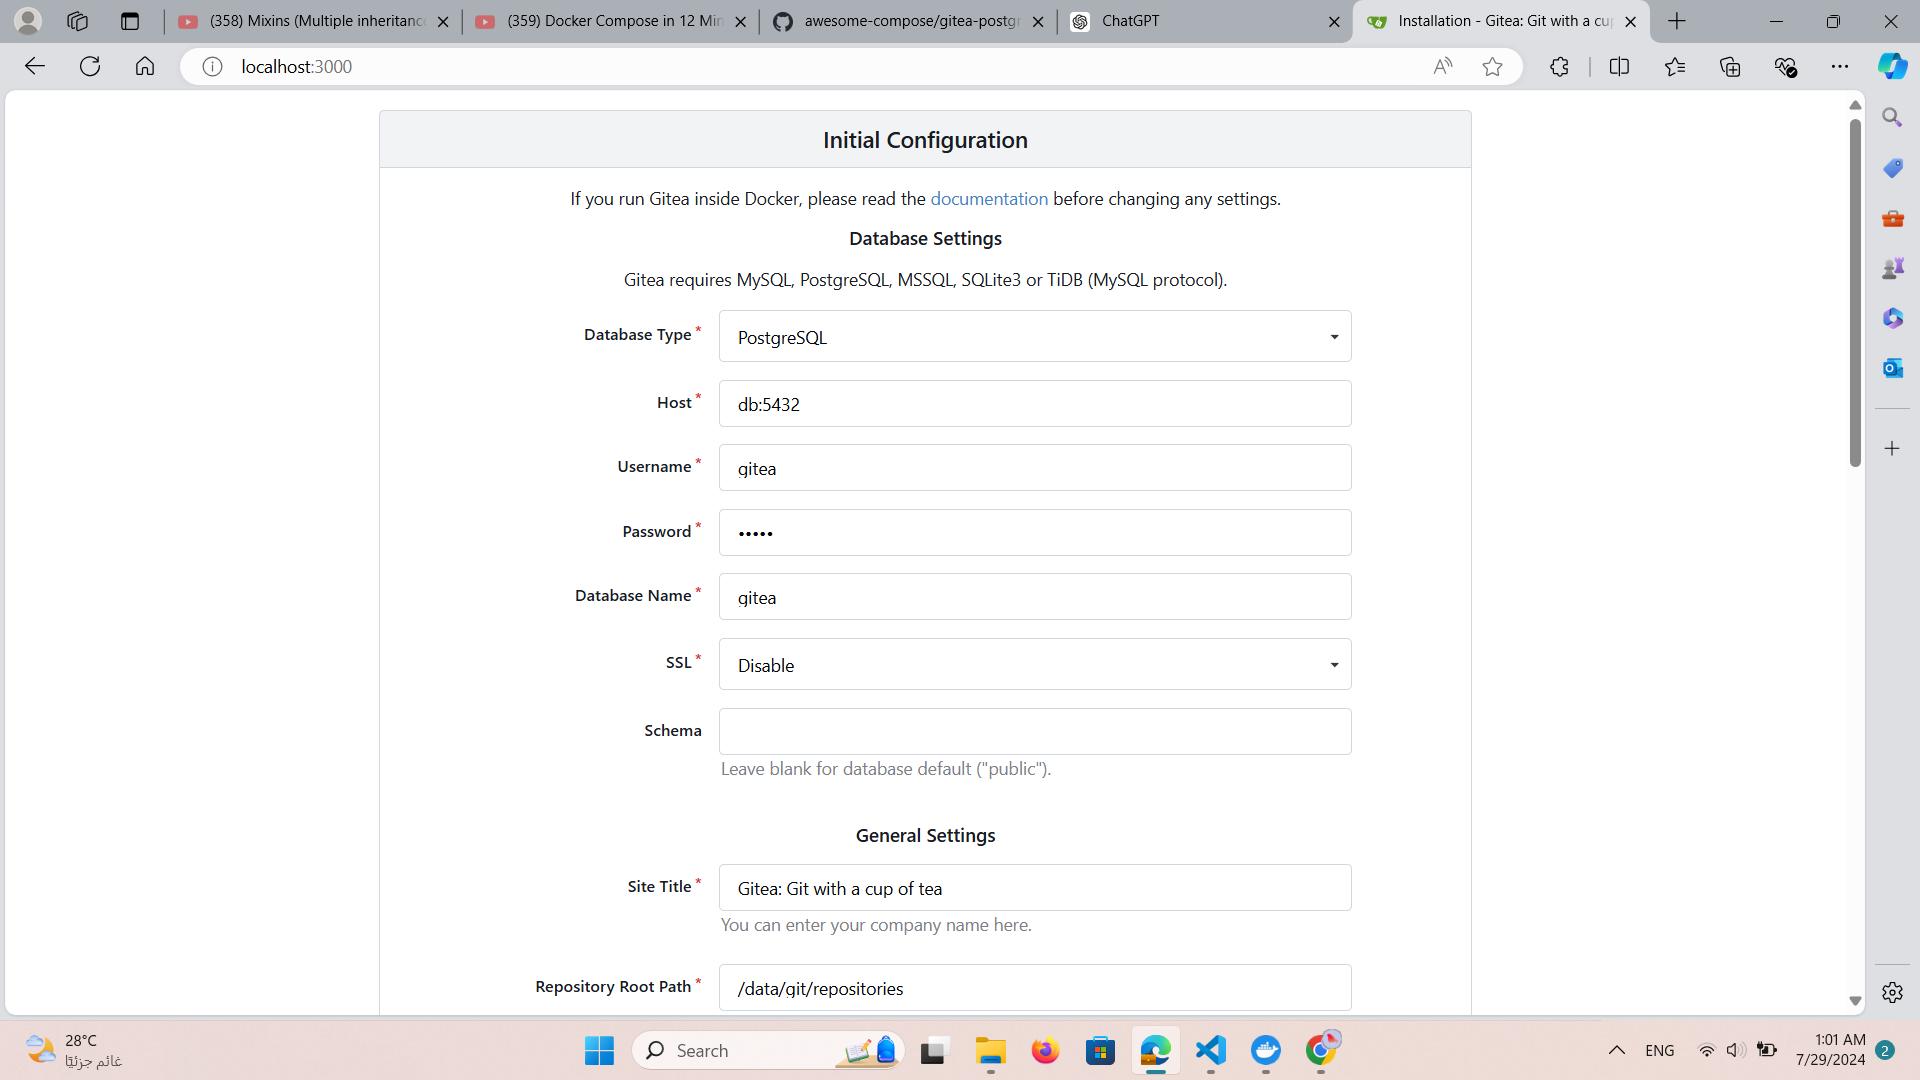 (358) Mixins (Multiple inheritance
(359) Docker Compose in 12 Min
awesome-compose/gitea-postgr
ChatGPT
Installation - Gitea: Git with a cup
localhost:3000
Initial Configuration
If you run Gitea inside Docker, please read the documentation before changing any settings.
Database Settings
Gitea requires MySQL, PostgreSQL, MSSQL, SQLite3 or TiDB (MySQL protocol).
Database Type *
PostgreSQL
Host *
db:5432
Username *
gitea
Password *
•••••
Database Name *
gitea
SSL *
Disable
Schema
Leave blank for database default ("public").
General Settings
Site Title *
Gitea: Git with a cup of tea
You can enter your company name here.
Repository Root Path *
/data/git/repositories
28°C
غائم جزئيًا
Search
ENG
1:01 AM
7/29/2024
2